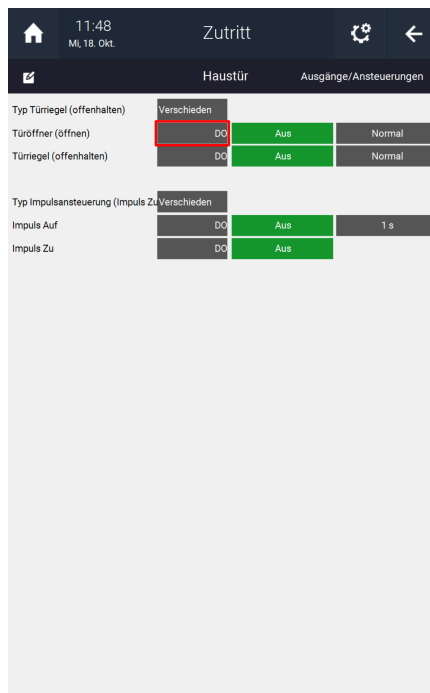 11:48
Mi, 18. Okt.
Zutritt
Haustür
Ausgänge/Ansteuerungen
Typ Türriegel (offenhalten) Verschieden
Türöffner (öffnen) DO Aus Normal
Türriegel (offenhalten) DO Aus Normal
Typ Impulsansteuerung (Impuls Zu Verschieden
Impuls Auf DO Aus 1 s
Impuls Zu DO Aus